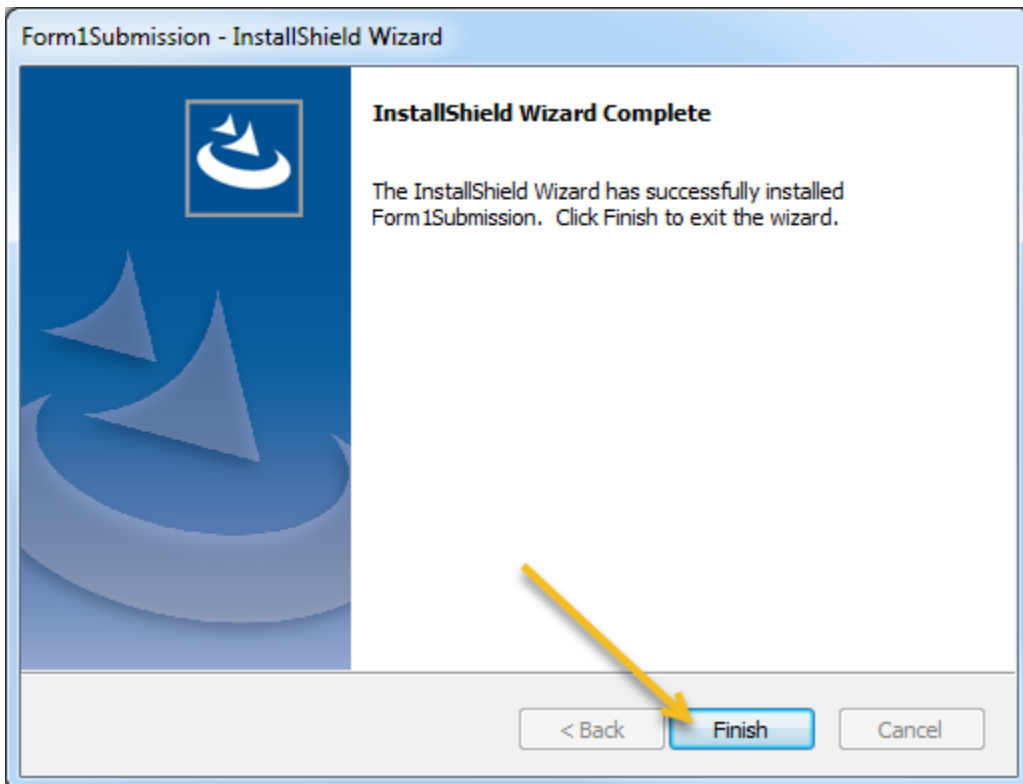 Form1Submission - InstallShield Wizard
InstallShield Wizard Complete
The InstallShield Wizard has successfully installed
Form1Submission. Click Finish to exit the wizard.
< Back
Finish
Cancel